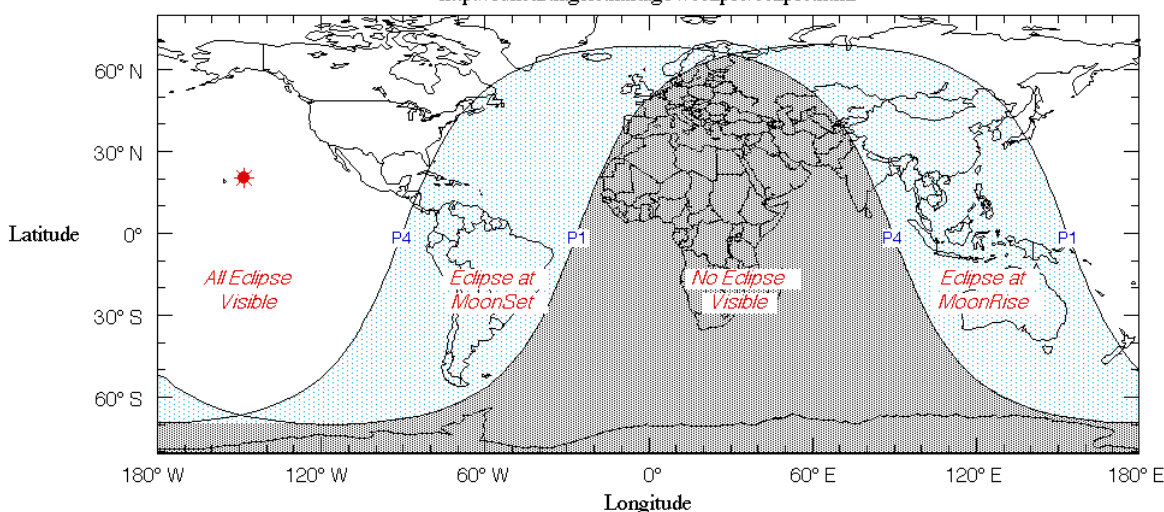 60° N
30° N
Latitude
0°
30° S
60° S
P4
P1
P4
P1
All Eclipse
Visible
Eclipse at
MoonSet
No Eclipse
Visible
Eclipse at
MoonRise
180° W
120° W
60° W
0°
60° E
120° E
180° E
Longitude